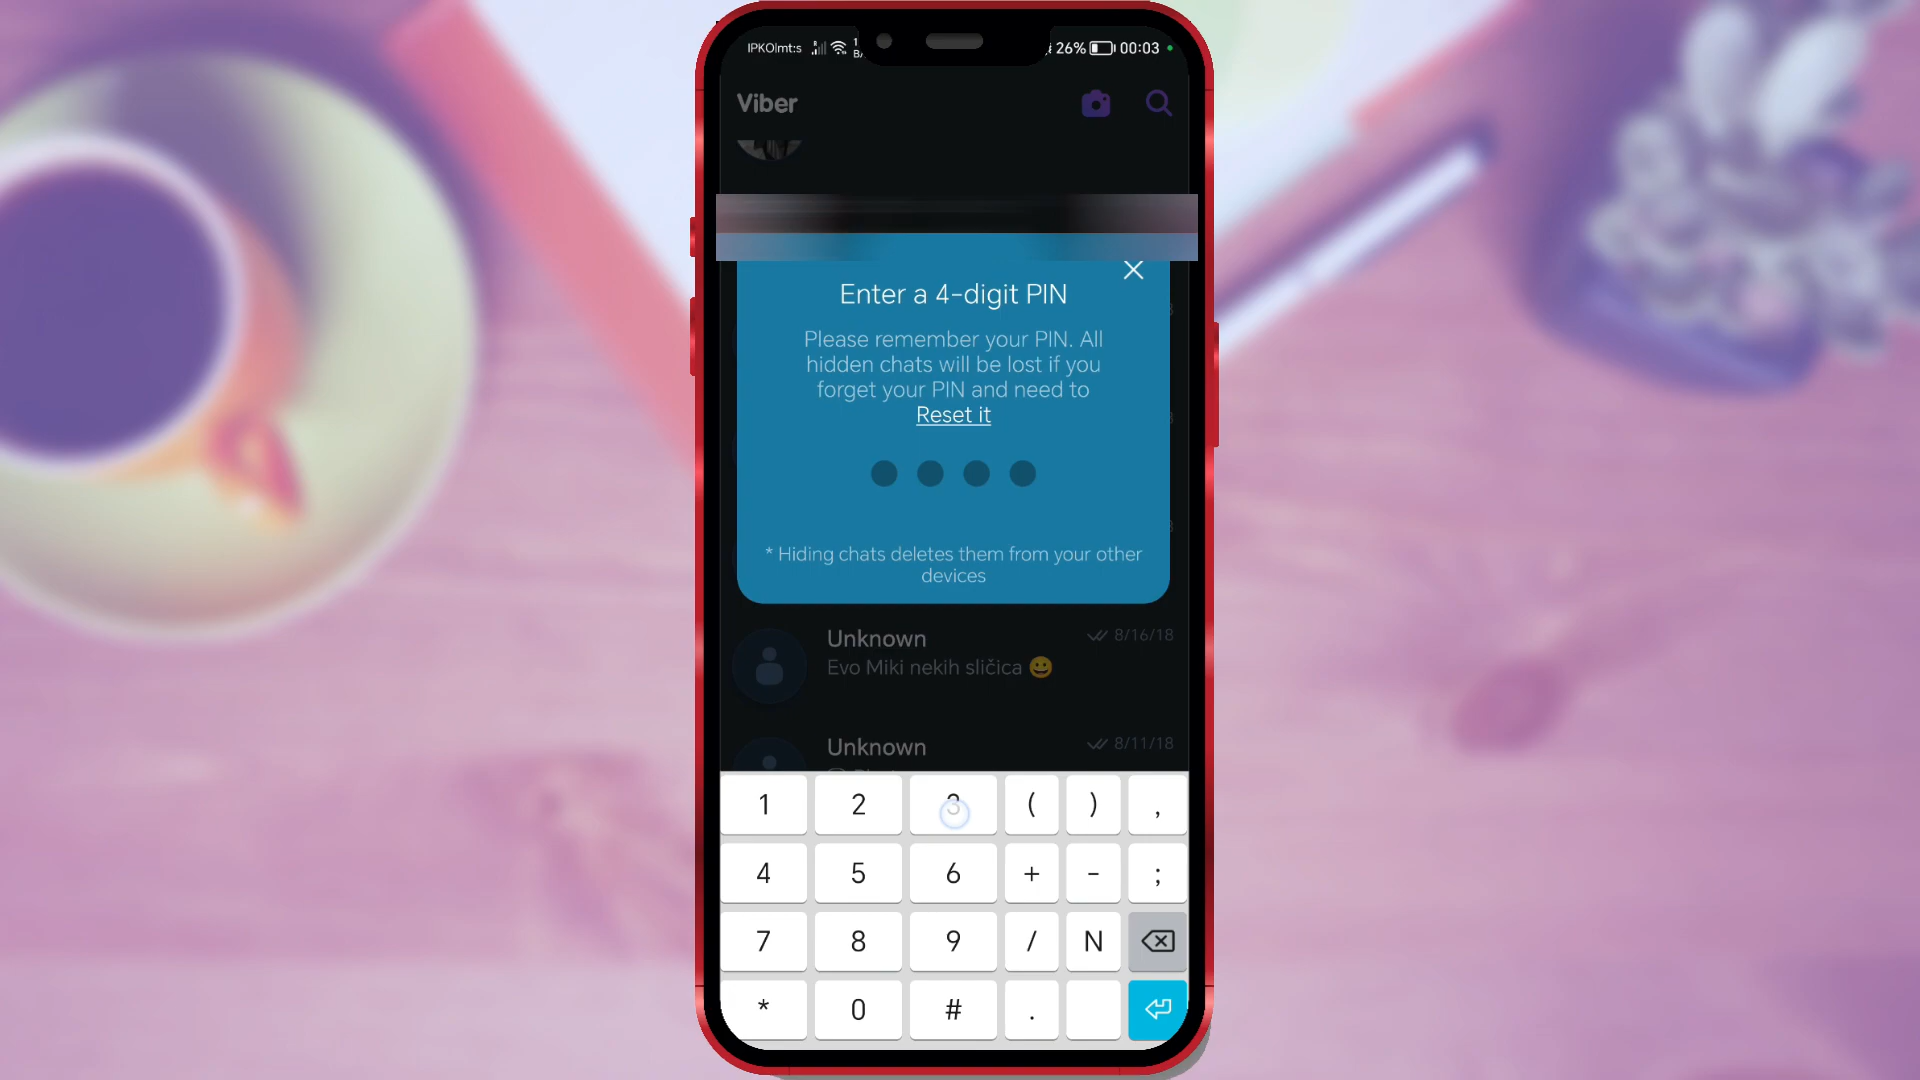 IPKO|mt:s
26% 00:03
Viber
Enter a 4-digit PIN
Please remember your PIN. All
hidden chats will be lost if you
forget your PIN and need to
Reset it
* Hiding chats deletes them from your other
devices
Unknown 8/16/18
Evo Miki nekih sličica 😀
Unknown 8/11/18
1 2 3 ( ) ,
4 5 6 + - ;
7 8 9 / N
* 0 # .